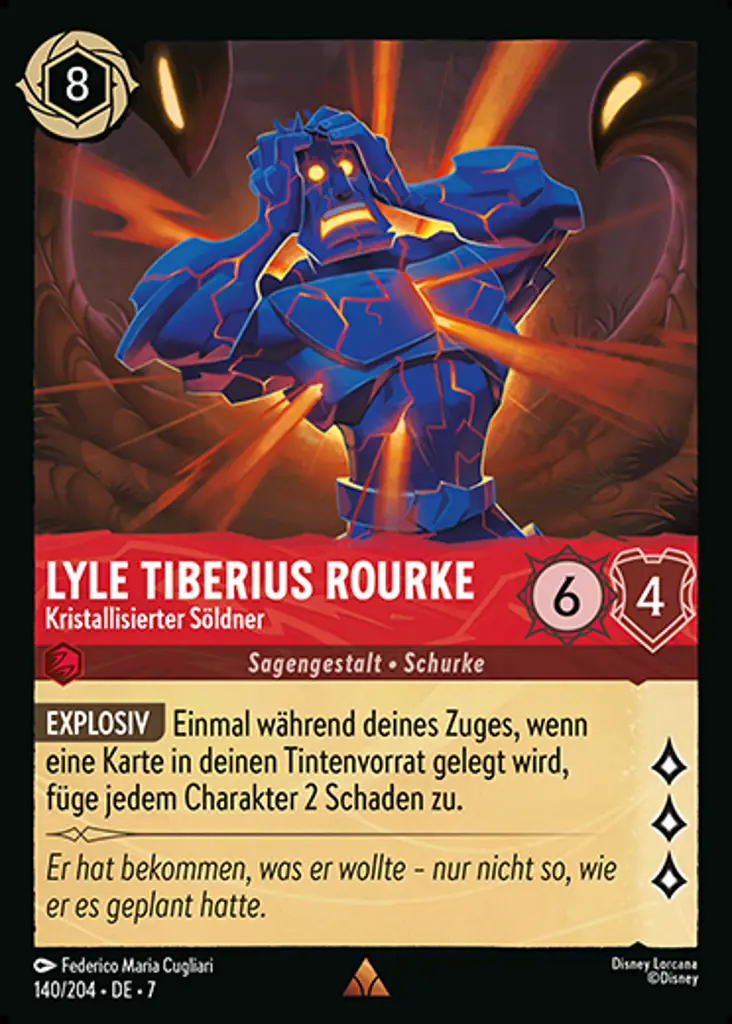 8
LYLE TIBERIUS ROURKE
Kristallisierter Söldner
6
4
Sagengestalt • Schurke
EXPLOSIV Einmal während deines Zuges, wenn
eine Karte in deinen Tintenvorrat gelegt wird,
füge jedem Charakter 2 Schaden zu.
Er hat bekommen, was er wollte – nur nicht so, wie
er es geplant hatte.
Federico Maria Cugliari
140/204 • DE • 7
Disney Lorcana
©Disney